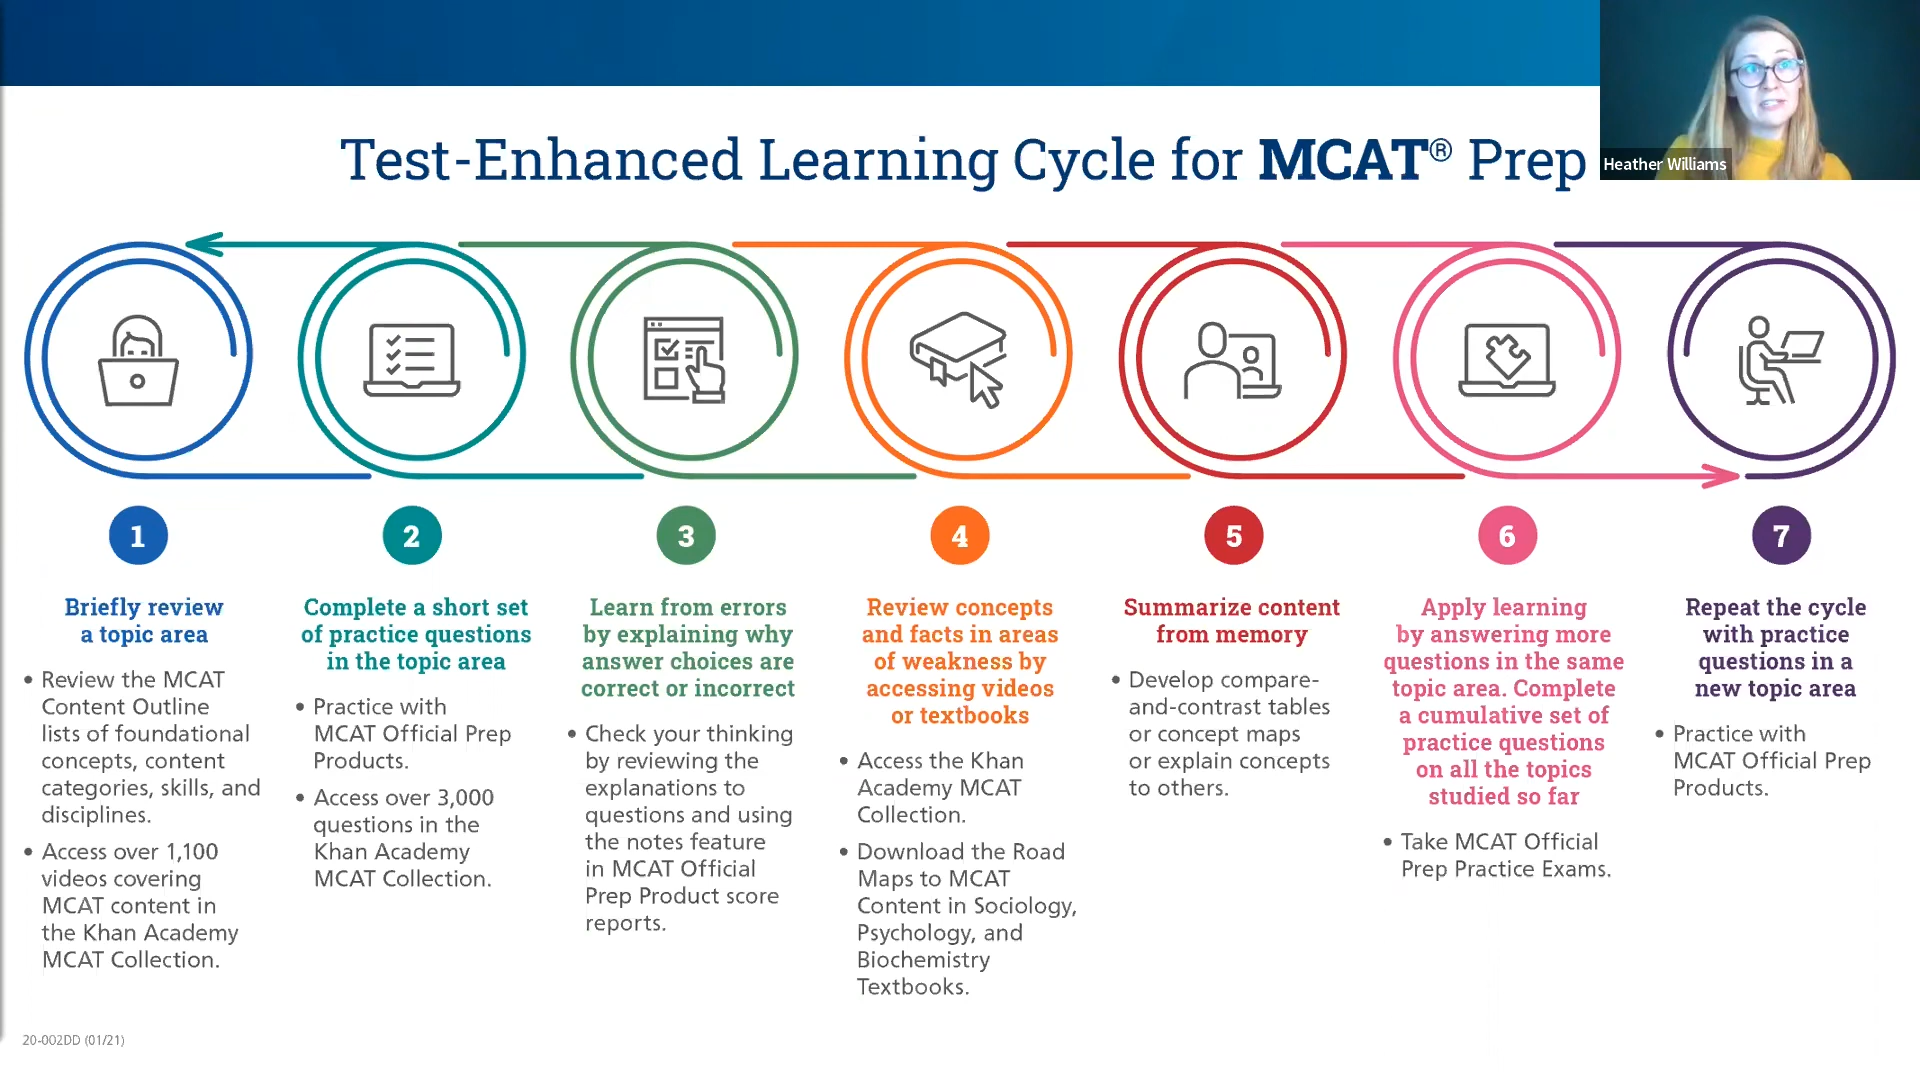 Test-Enhanced Learning Cycle for MCAT® Prep
Heather Williams
1
Briefly review
a topic area
• Review the MCAT
Content Outline
lists of foundational
concepts, content
categories, skills, and
disciplines.
• Access over 1,100
videos covering
MCAT content in
the Khan Academy
MCAT Collection.
2
Complete a short set
of practice questions
in the topic area
• Practice with
MCAT Official Prep
Products.
• Access over 3,000
questions in the
Khan Academy
MCAT Collection.
3
Learn from errors
by explaining why
answer choices are
correct or incorrect
• Check your thinking
by reviewing the
explanations to
questions and using
the notes feature
in MCAT Official
Prep Product score
reports.
4
Review concepts
and facts in areas
of weakness by
accessing videos
or textbooks
• Access the Khan
Academy MCAT
Collection.
• Download the Road
Maps to MCAT
Content in Sociology,
Psychology, and
Biochemistry
Textbooks.
5
Summarize content
from memory
• Develop compare-
and-contrast tables
or concept maps
or explain concepts
to others.
6
Apply learning
by answering more
questions in the same
topic area. Complete
a cumulative set of
practice questions
on all the topics
studied so far
• Take MCAT Official
Prep Practice Exams.
7
Repeat the cycle
with practice
questions in a
new topic area
• Practice with
MCAT Official Prep
Products.
20-002DD (01/21)